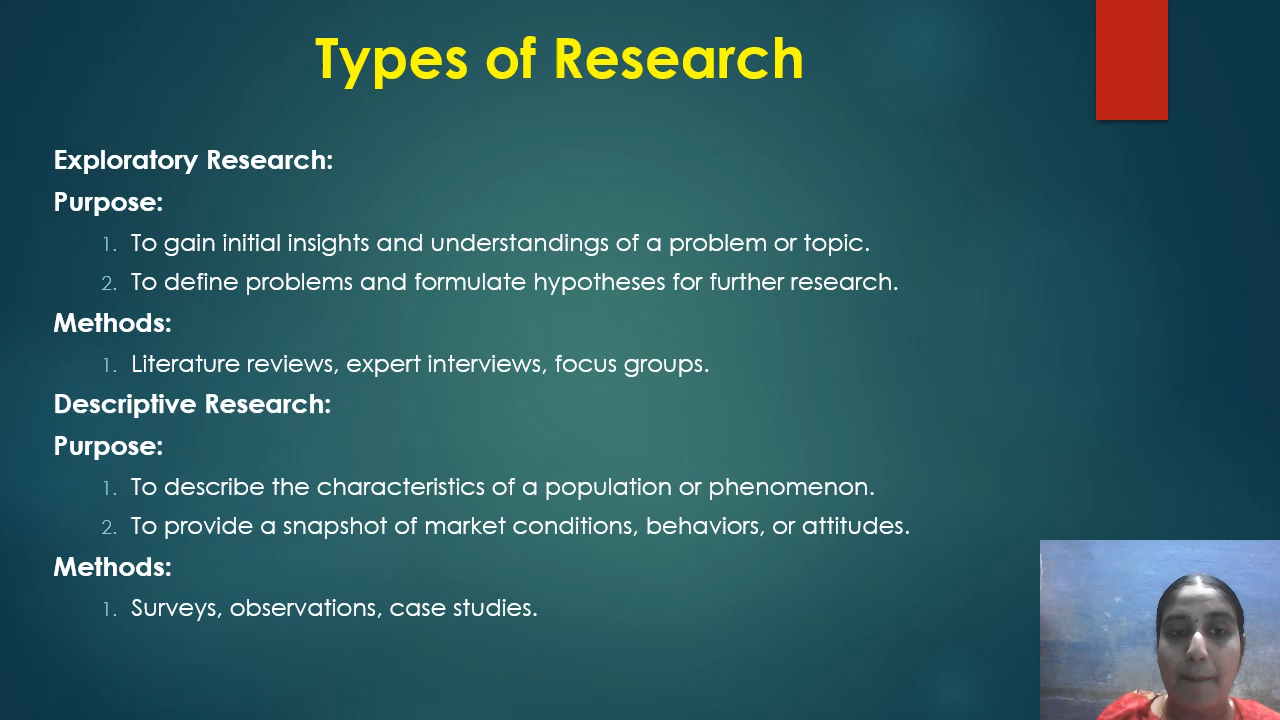 Types of Research
Exploratory Research:
Purpose:
1. To gain initial insights and understandings of a problem or topic.
2. To define problems and formulate hypotheses for further research.
Methods:
1. Literature reviews, expert interviews, focus groups.
Descriptive Research:
Purpose:
1. To describe the characteristics of a population or phenomenon.
2. To provide a snapshot of market conditions, behaviors, or attitudes.
Methods:
1. Surveys, observations, case studies.